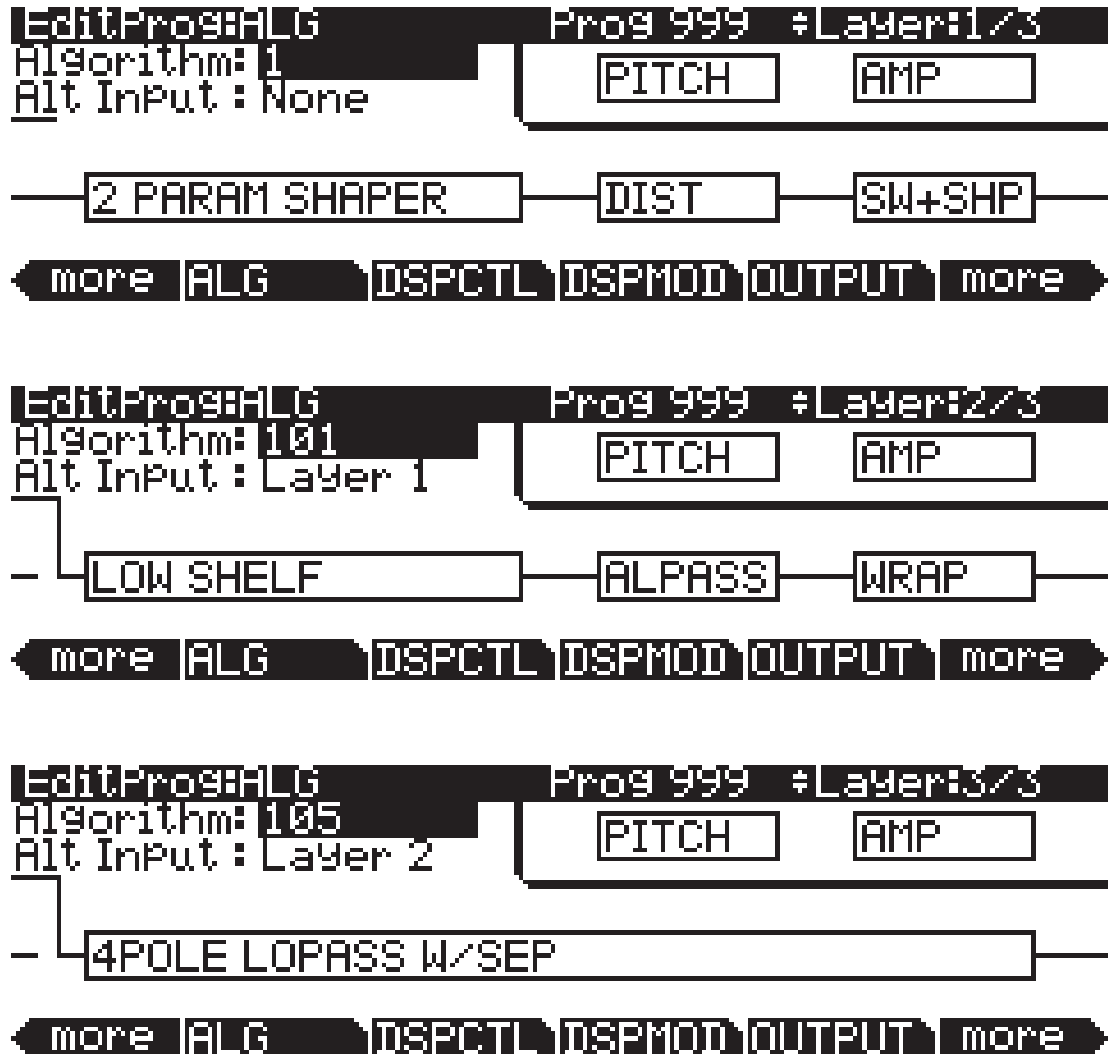 EditProg:ALG Prog 999 Layer:1/3
Algorithm:1
Alt Input:None
PITCH AMP
2 PARAM SHAPER DIST SW+SHP
more ALG DSPCTL DSPMOD OUTPUT more
EditProg:ALG Prog 999 Layer:2/3
Algorithm:101
Alt Input:Layer 1
PITCH AMP
LOW SHELF ALPASS WRAP
more ALG DSPCTL DSPMOD OUTPUT more
EditProg:ALG Prog 999 Layer:3/3
Algorithm:105
Alt Input:Layer 2
PITCH AMP
4POLE LOPASS W/SEP
more ALG DSPCTL DSPMOD OUTPUT more